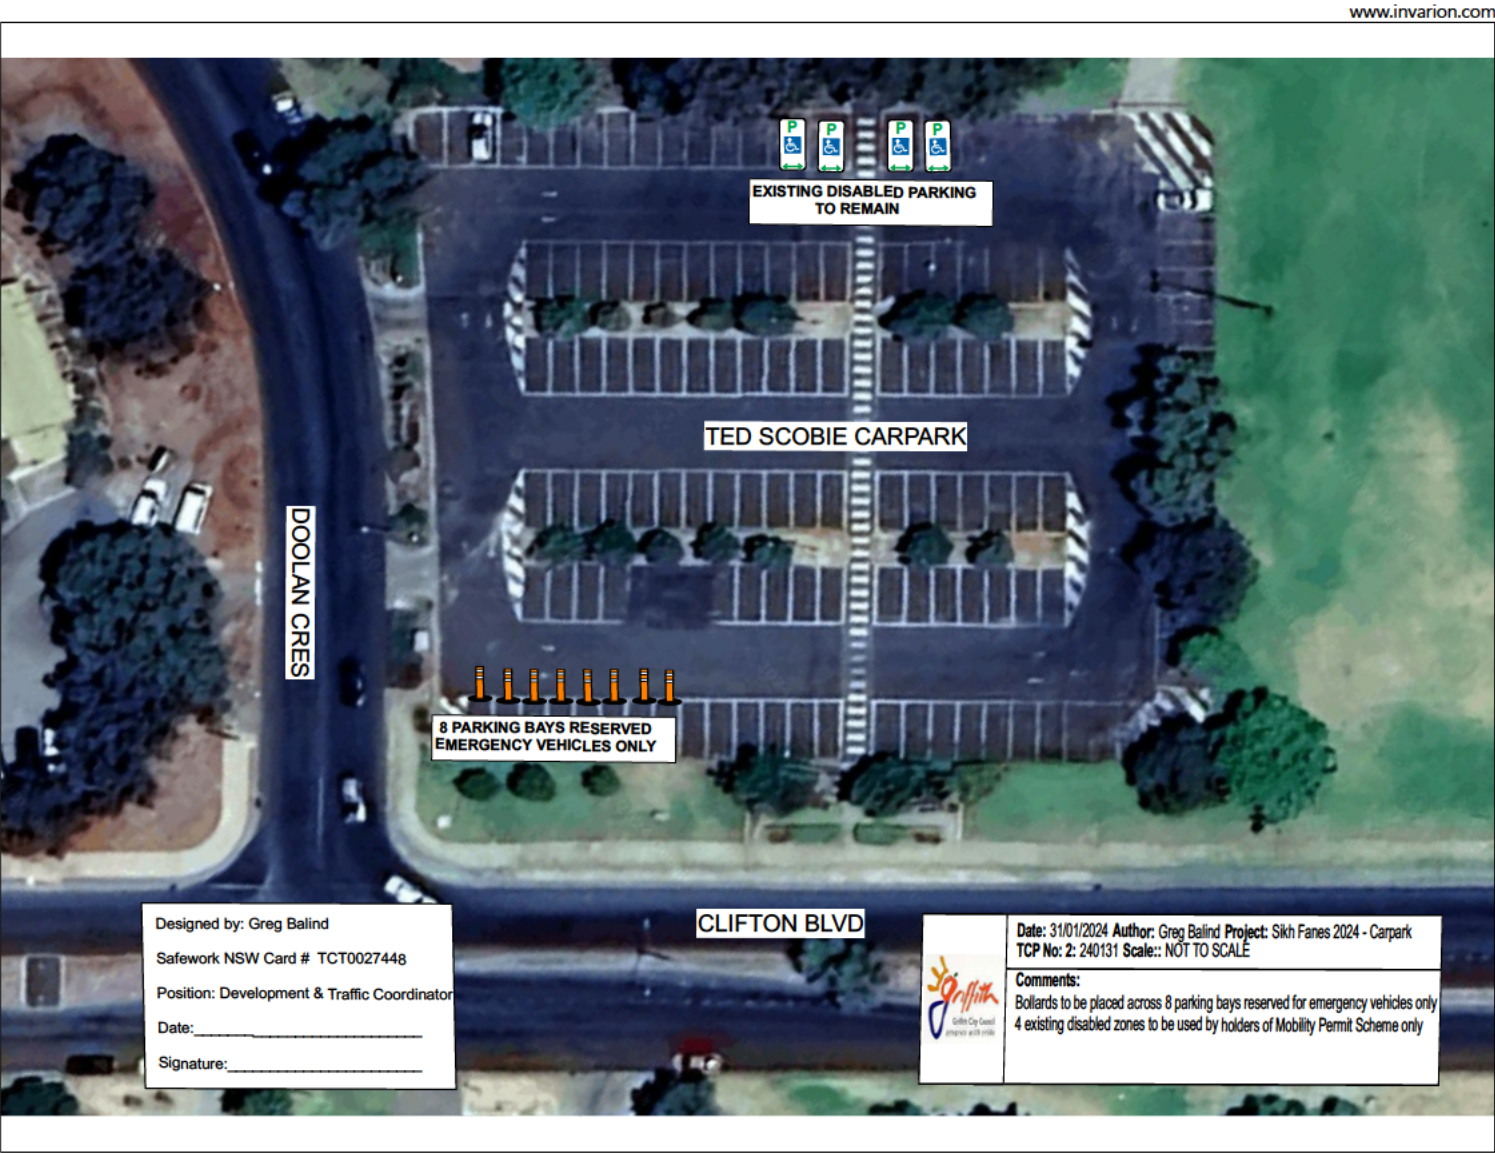 www.invarion.com
P
P
P
P
EXISTING DISABLED PARKING
TO REMAIN
TED SCOBIE CARPARK
DOOLAN CRES
8 PARKING BAYS RESERVED
EMERGENCY VEHICLES ONLY
CLIFTON BLVD
Designed by: Greg Balind
Safework NSW Card # TCT0027448
Position: Development & Traffic Coordinator
Date:
Signature:
griffith
Griffith City Council
Date: 31/01/2024 Author: Greg Balind Project: Sikh Fanes 2024 - Carpark
TCP No: 2: 240131 Scale:: NOT TO SCALE
Comments:
Bollards to be placed across 8 parking bays reserved for emergency vehicles only
4 existing disabled zones to be used by holders of Mobility Permit Scheme only